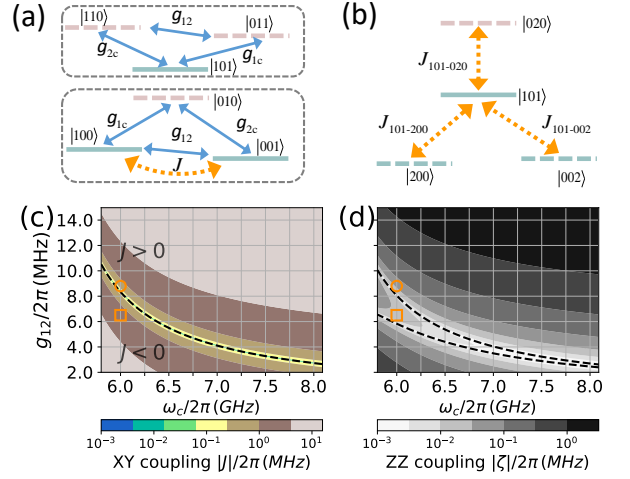 (a)
|110⟩
g12
|011⟩
g2c
g1c
|101⟩
|010⟩
g1c
g12
g2c
|100⟩
|001⟩
J
(b)
|020⟩
J101-020
|101⟩
J101-200
J101-002
|200⟩
|002⟩
(c)
14.0
12.0
10.0
8.0
6.0
4.0
2.0
g12/2π (MHz)
J > 0
J < 0
6.0 6.5 7.0 7.5 8.0
ωc/2π (GHz)
10⁻³ 10⁻² 10⁻¹ 10⁰ 10¹
XY coupling |J|/2π (MHz)
(d)
6.0 6.5 7.0 7.5 8.0
ωc/2π (GHz)
10⁻³ 10⁻² 10⁻¹ 10⁰
ZZ coupling |ζ|/2π (MHz)